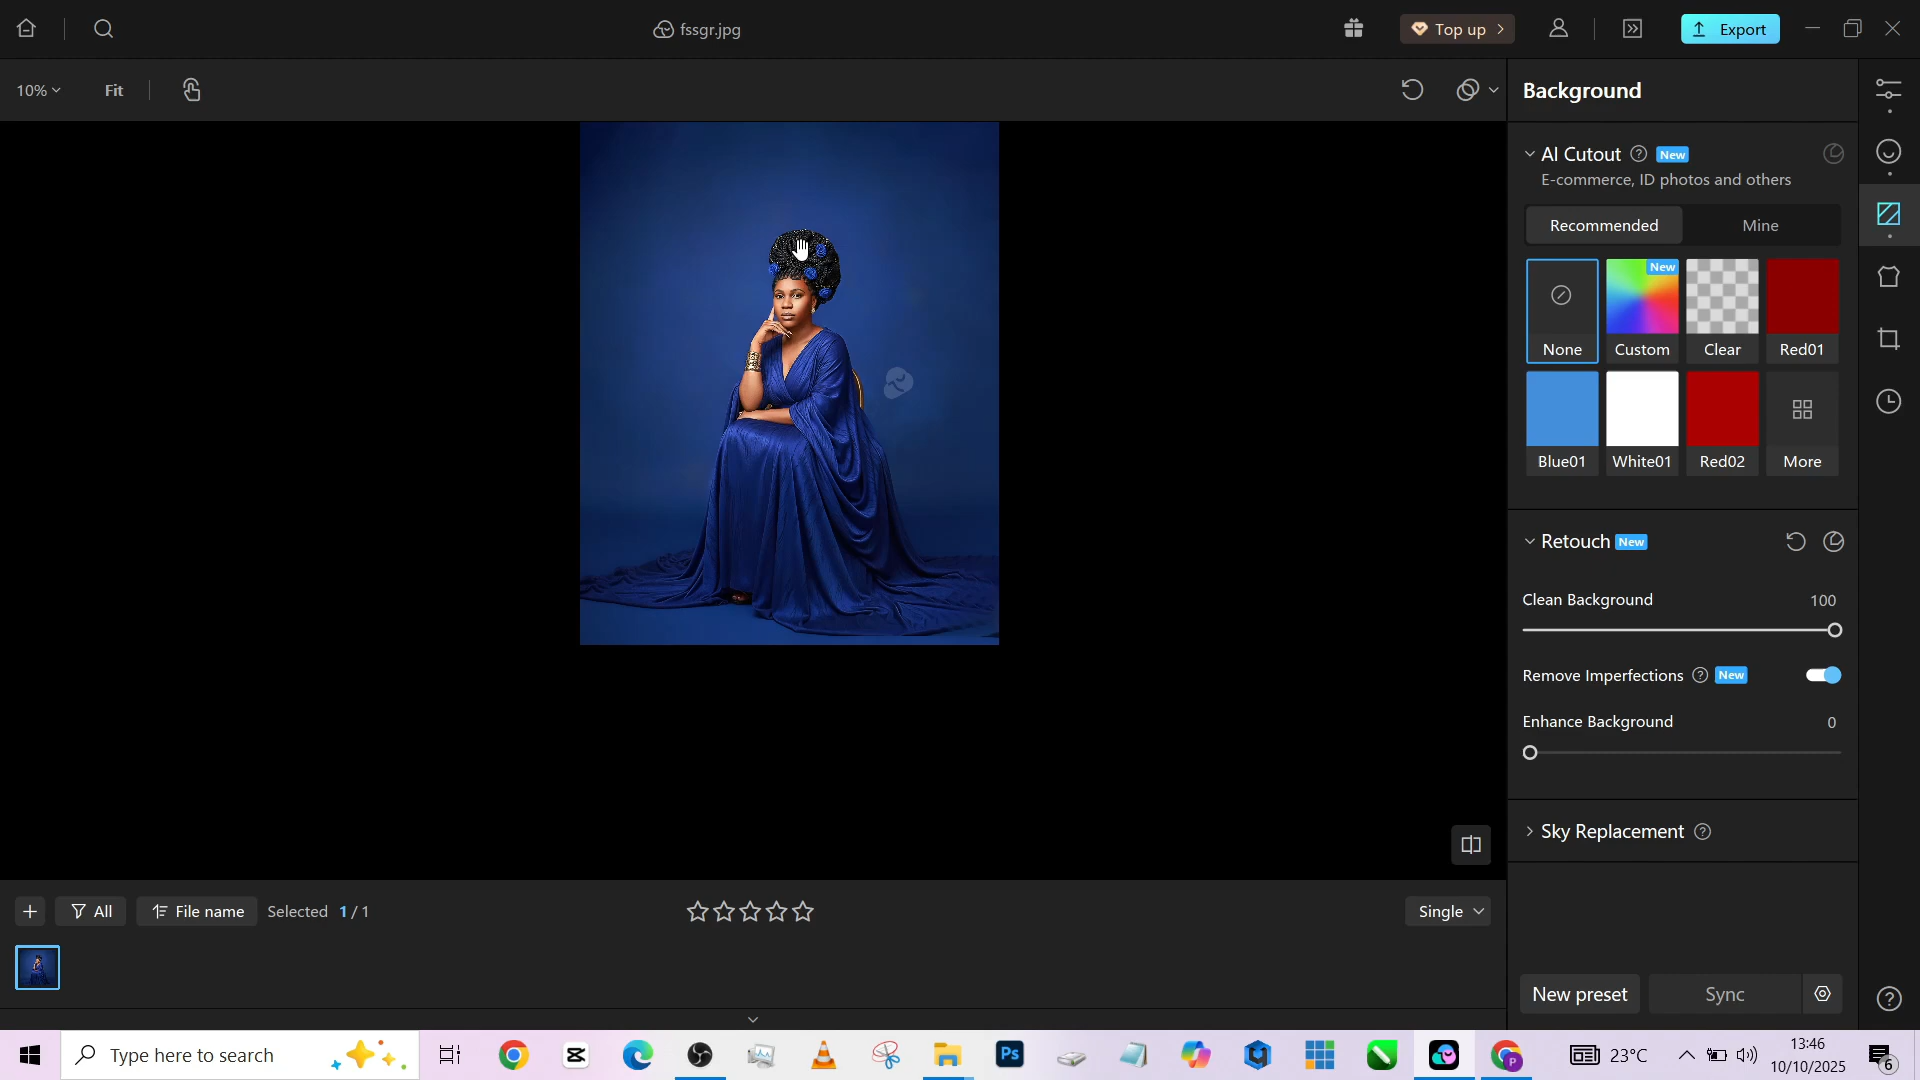 fssgr.jpg
Top up
Export
10%
Fit
Background
AI Cutout ? New
E-commerce, ID photos and others
Recommended
Mine
New
None
Custom
Clear
Red01
Blue01
White01
Red02
More
Retouch New
Clean Background 100
Remove Imperfections ? New
Enhance Background 0
Sky Replacement ?
All
File name
Selected 1/1
Single
New preset
Sync
?
Type here to search
Ps
P
23°C
13:46
10/10/2025
6